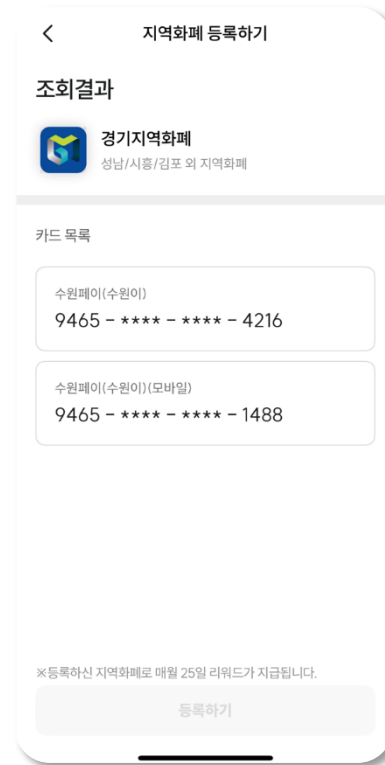 지역화폐 등록하기
조회결과
경기지역화폐
성남/시흥/김포 외 지역화폐
카드 목록
수원페이(수원이)
9465 - **** - **** - 4216
수원페이(수원이)(모바일)
9465 - **** - **** - 1488
※등록하신 지역화폐로 매월 25일 리워드가 지급됩니다.
등록하기